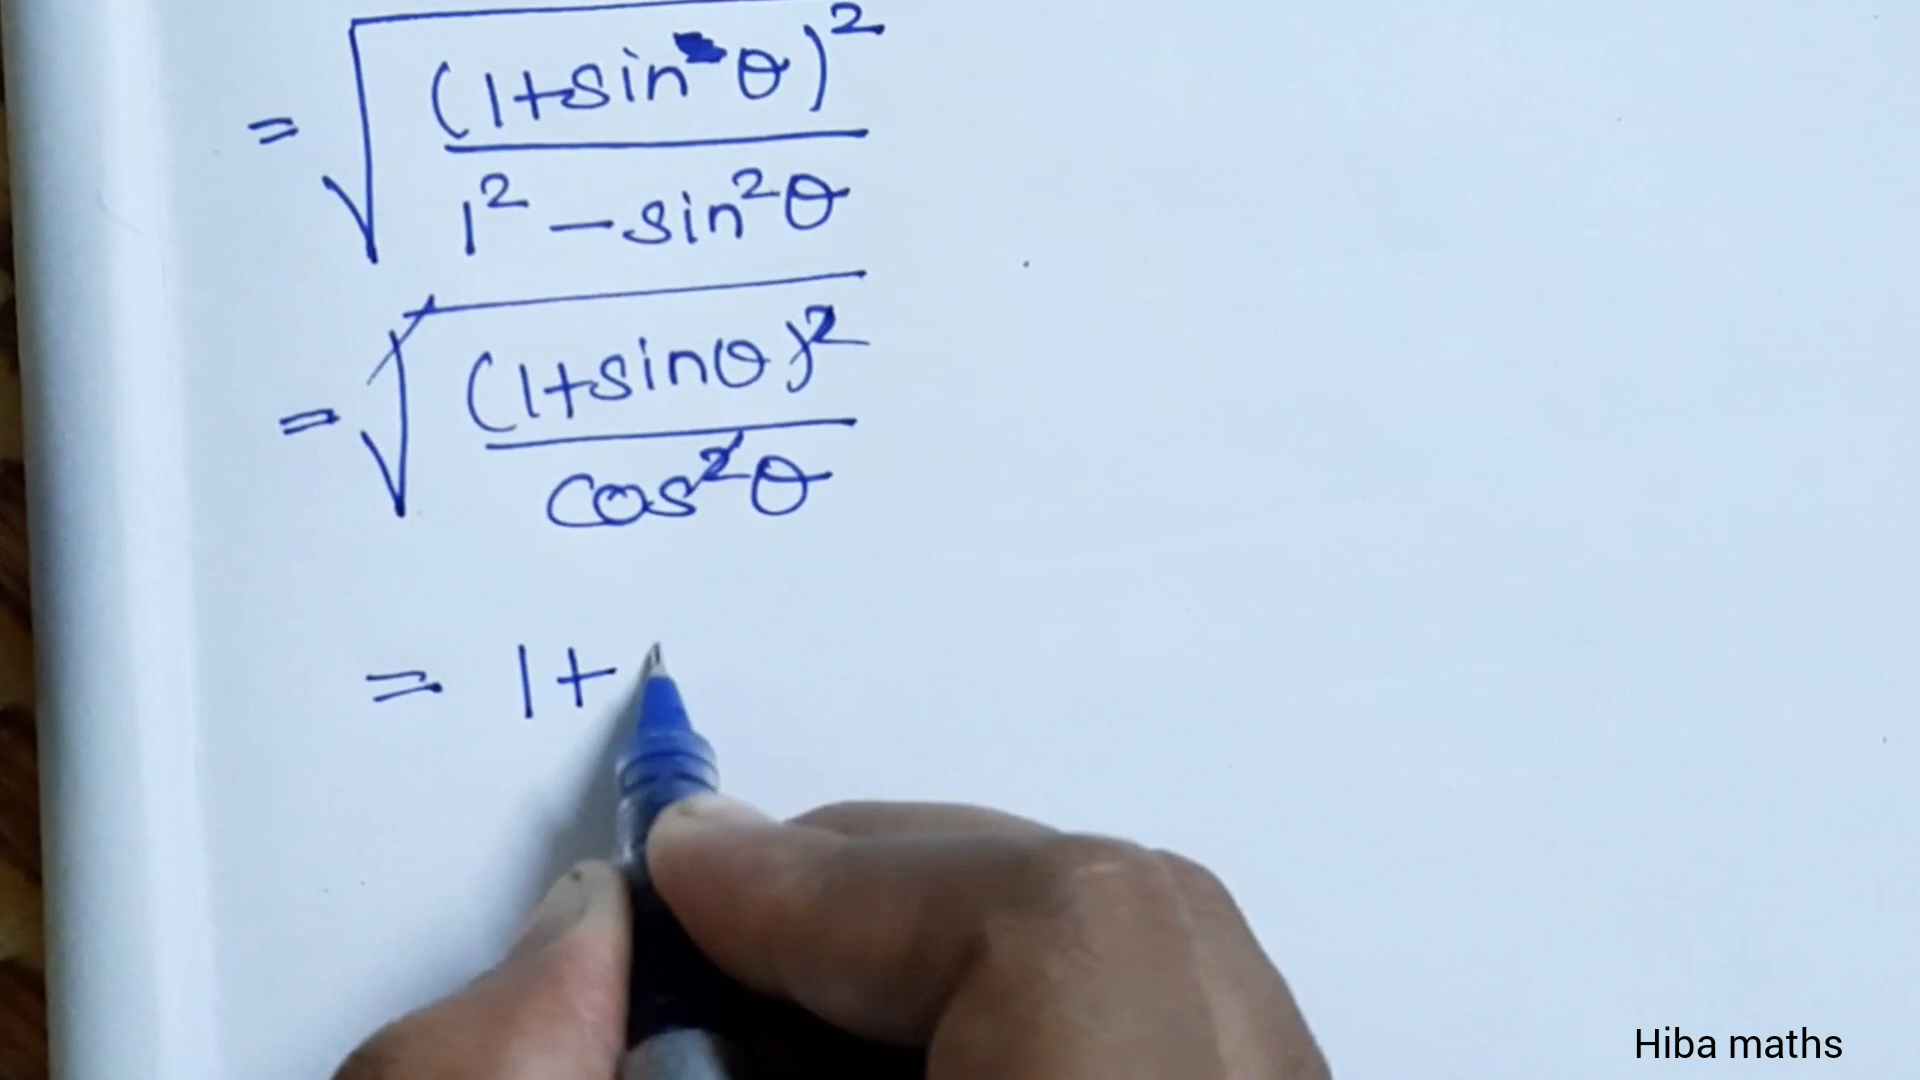 = √ (1+sin θ)²
1² – sin²θ
= √ (1+sinθ)²
cos²θ
= 1+
Hiba maths